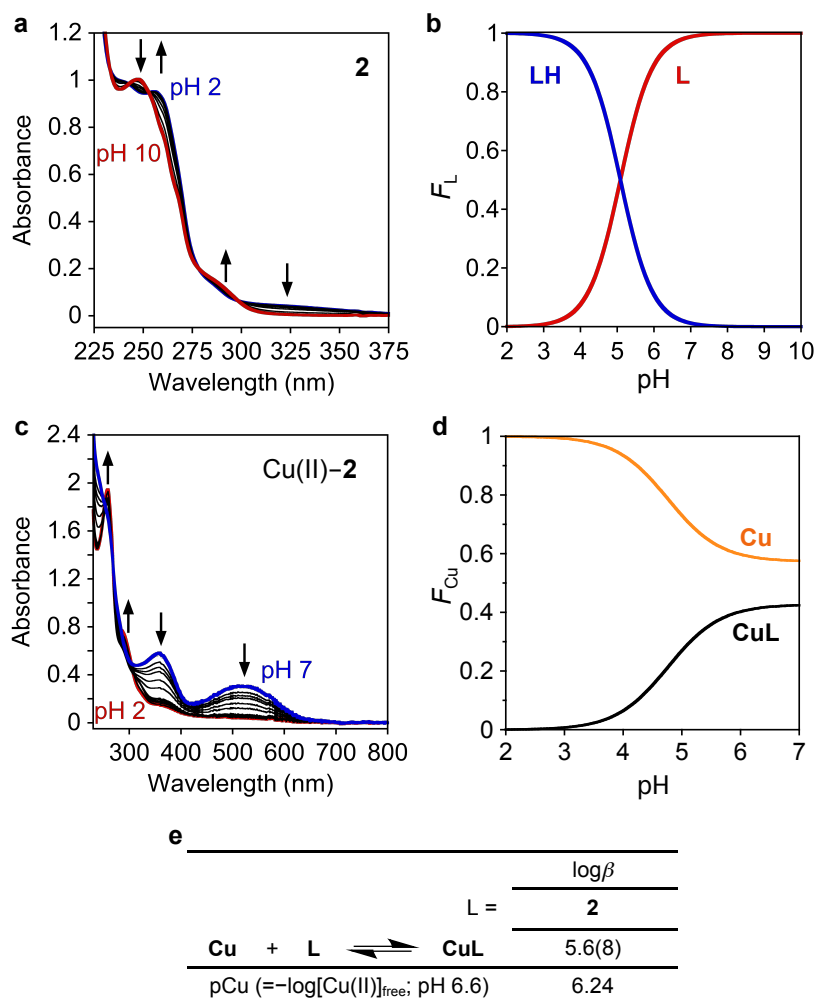 a
1.2
1
0.8
0.6
0.4
0.2
0
Absorbance
2
pH 2
pH 10
225 250 275 300 325 350 375
Wavelength (nm)
b
1
0.8
0.6
0.4
0.2
0
F_L
LH
L
2 3 4 5 6 7 8 9 10
pH
c
2.4
2
1.6
1.2
0.8
0.4
0
Absorbance
Cu(II)–2
pH 7
pH 2
300 400 500 600 700 800
Wavelength (nm)
d
1
0.8
0.6
0.4
0.2
0
F_Cu
Cu
CuL
2 3 4 5 6 7
pH
e
logβ
L = 2
Cu + L ⇌ CuL 5.6(8)
pCu (=−log[Cu(II)]free; pH 6.6) 6.24